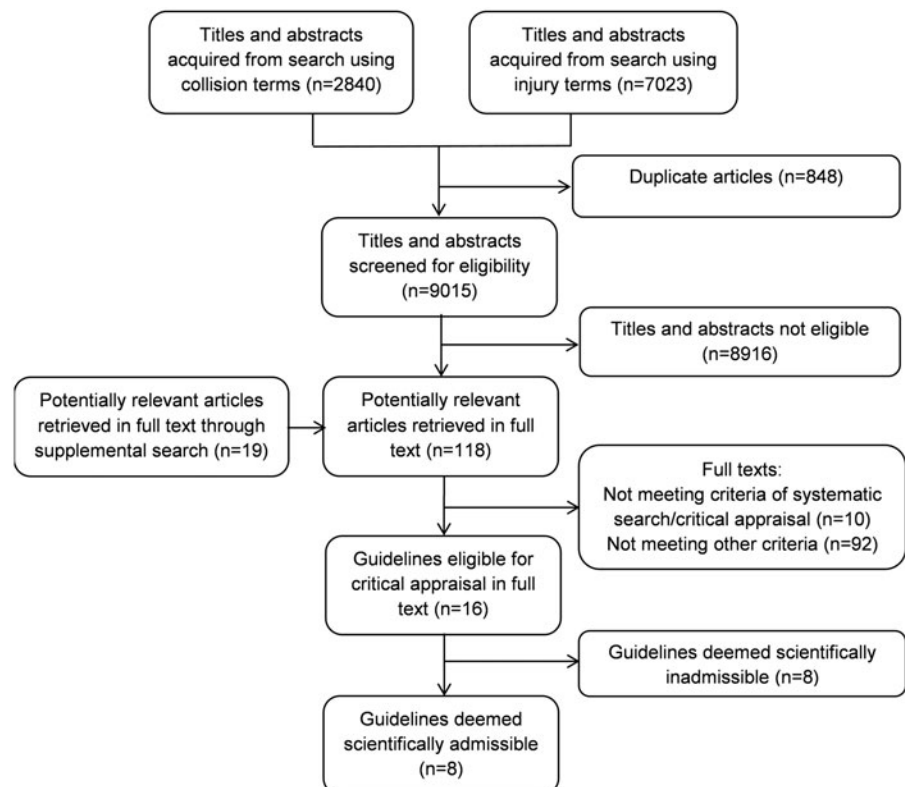 Titles and abstracts
acquired from search using
collision terms (n=2840)
Titles and abstracts
acquired from search using
injury terms (n=7023)
Duplicate articles (n=848)
Titles and abstracts
screened for eligibility
(n=9015)
Titles and abstracts not eligible
(n=8916)
Potentially relevant articles
retrieved in full text through
supplemental search (n=19)
Potentially relevant
articles retrieved in full
text (n=118)
Full texts:
Not meeting criteria of systematic
search/critical appraisal (n=10)
Not meeting other criteria (n=92)
Guidelines eligible for
critical appraisal in full
text (n=16)
Guidelines deemed scientifically
inadmissible (n=8)
Guidelines deemed
scientifically admissible
(n=8)